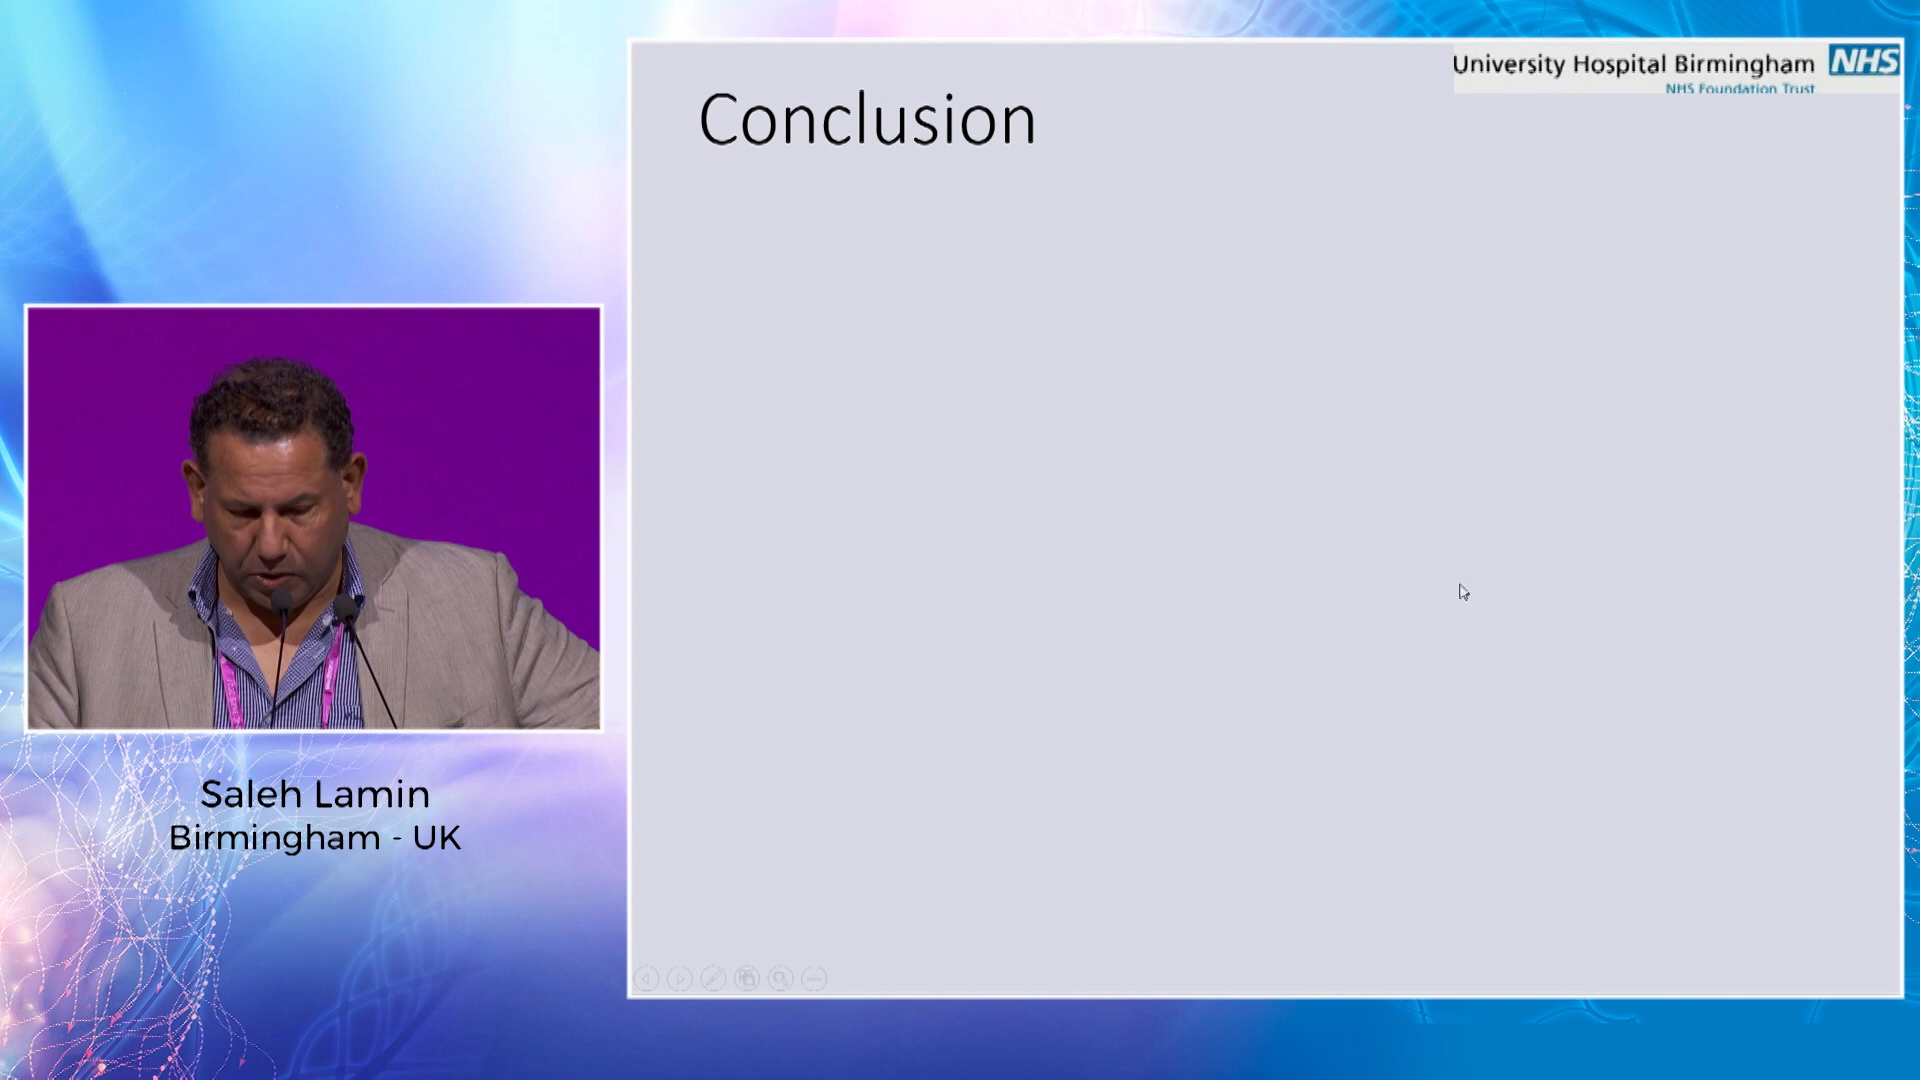 University Hospital Birmingham NHS
NHS Foundation Trust
Conclusion
Saleh Lamin
Birmingham - UK